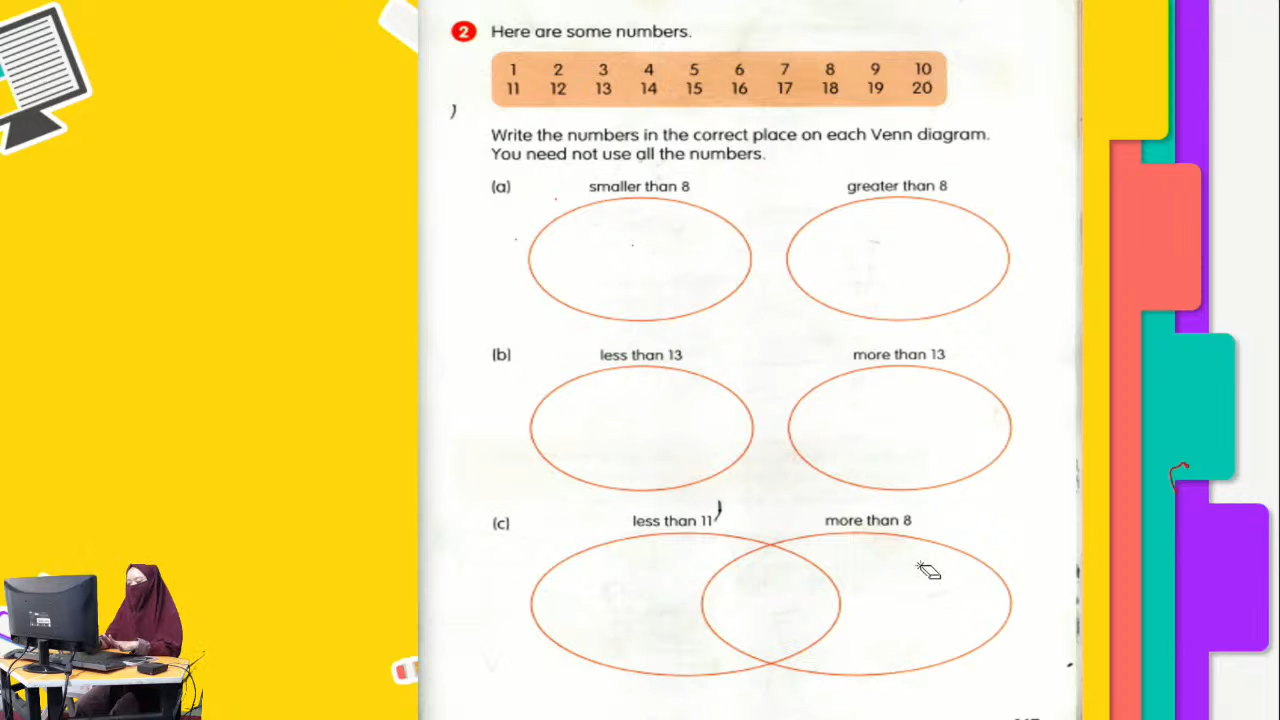 2 Here are some numbers.
1 2 3 4 5 6 7 8 9 10
11 12 13 14 15 16 17 18 19 20
Write the numbers in the correct place on each Venn diagram.
You need not use all the numbers.
(a) smaller than 8 greater than 8
(b) less than 13 more than 13
(c) less than 11 more than 8